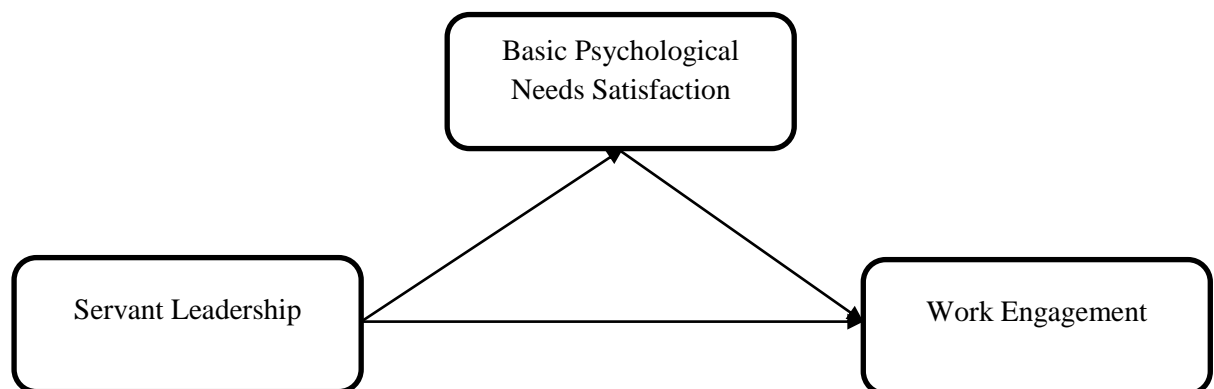 Basic Psychological
Needs Satisfaction
Servant Leadership
Work Engagement